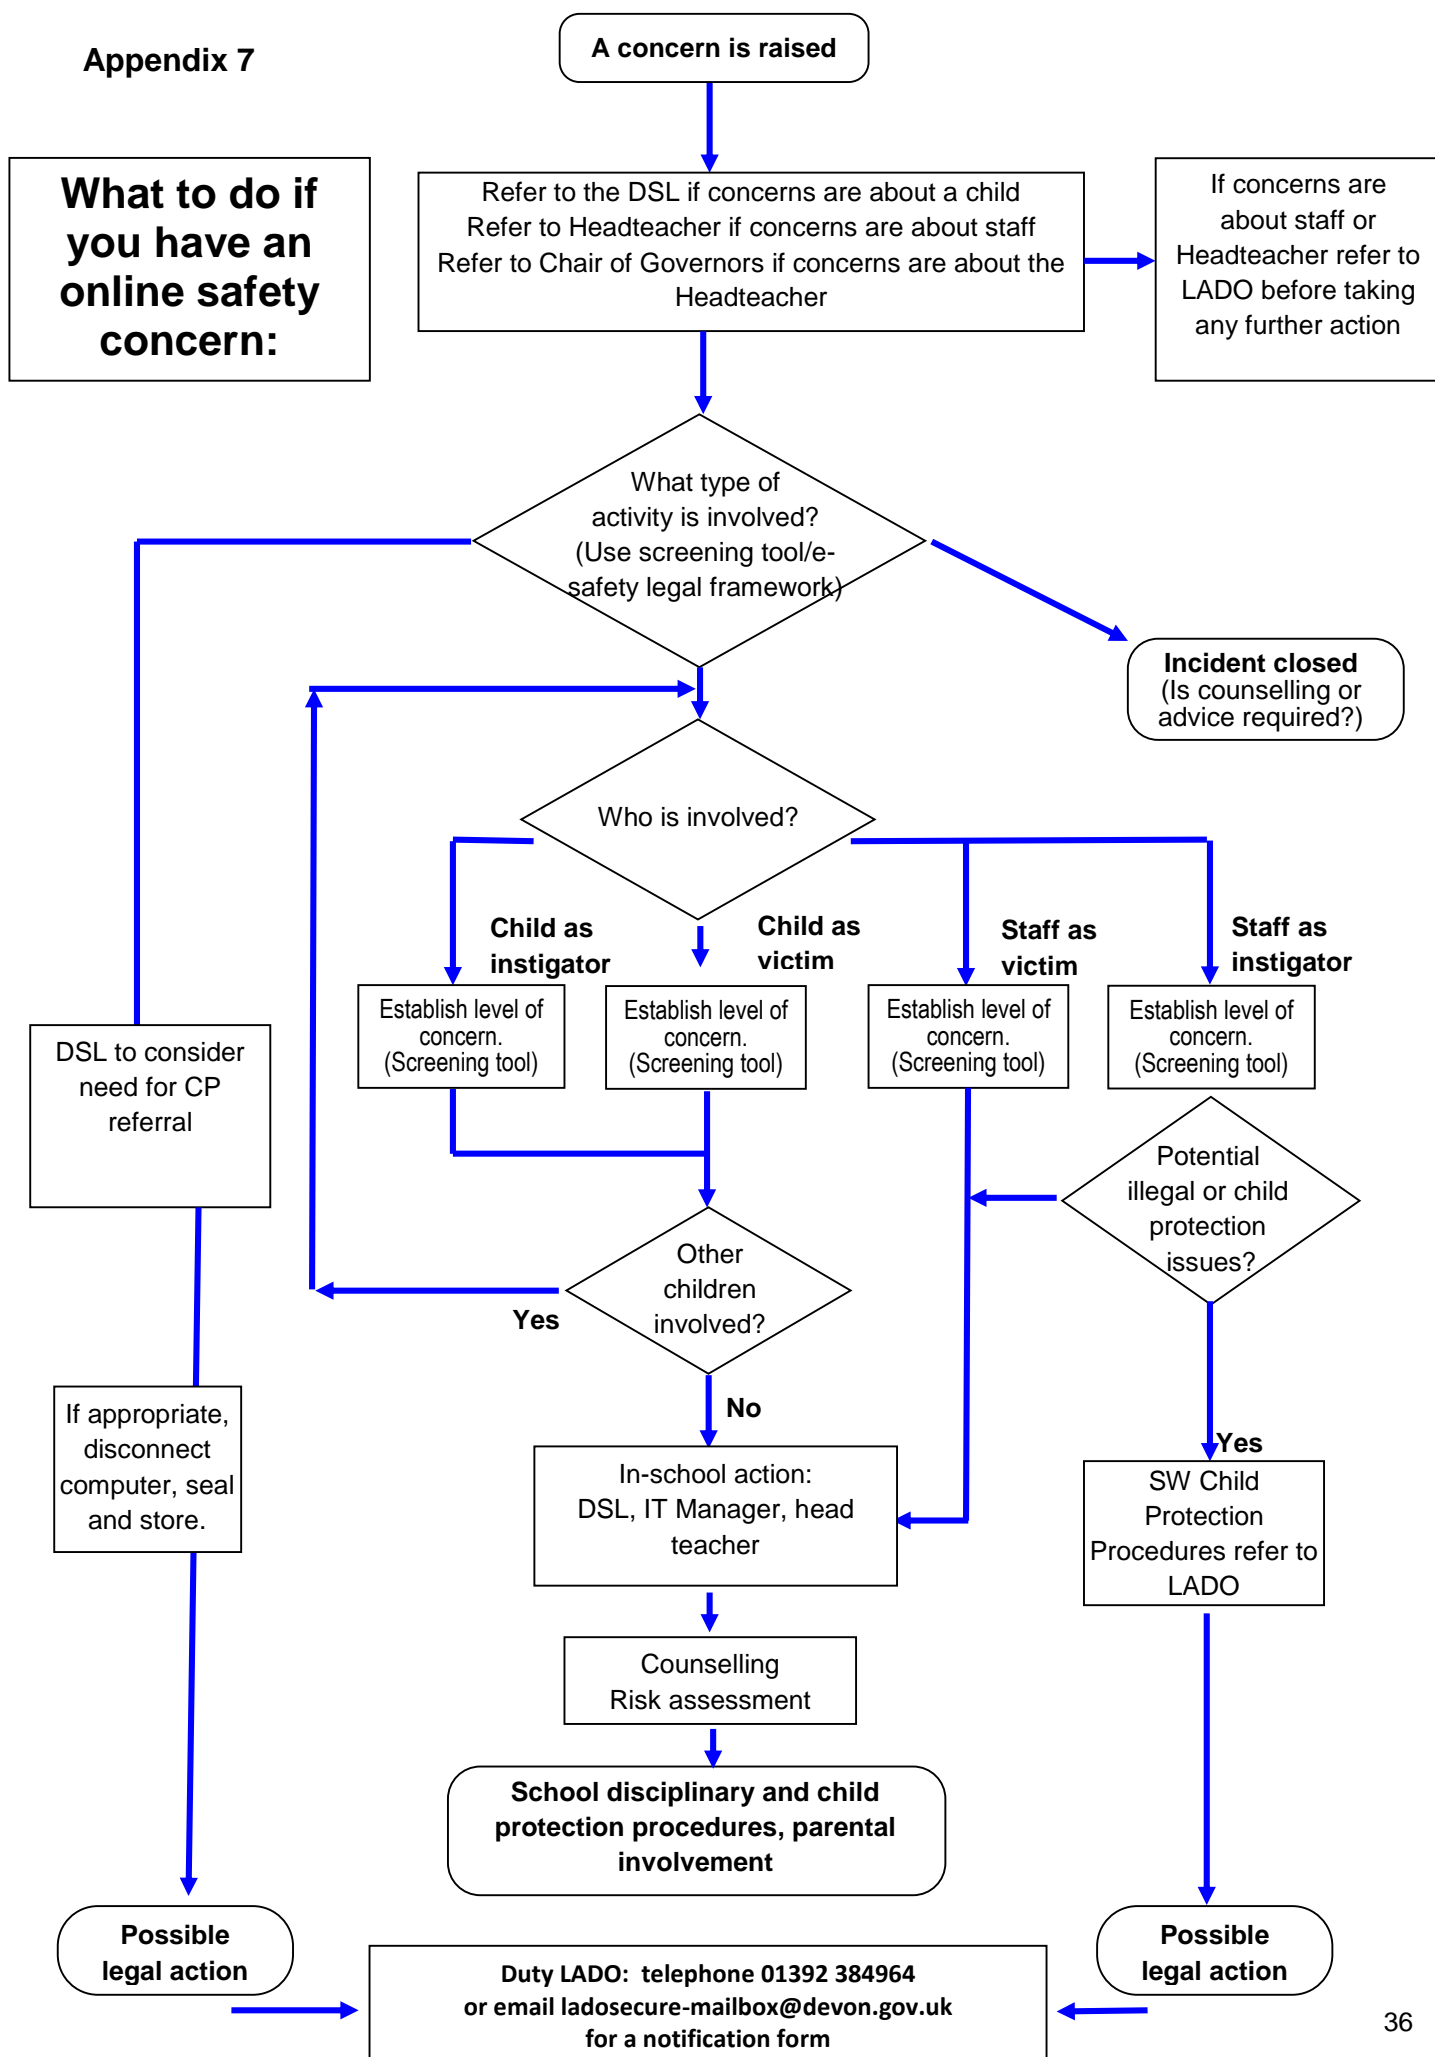 Appendix 7
A concern is raised
What to do if
you have an
online safety
concern:
Refer to the DSL if concerns are about a child
Refer to Headteacher if concerns are about staff
Refer to Chair of Governors if concerns are about the
Headteacher
If concerns are
about staff or
Headteacher refer to
LADO before taking
any further action
What type of
activity is involved?
(Use screening tool/e-
safety legal framework)
Incident closed
(Is counselling or
advice required?)
Who is involved?
Child as
instigator
Child as
victim
Staff as
victim
Staff as
instigator
Establish level of
concern.
(Screening tool)
Establish level of
concern.
(Screening tool)
Establish level of
concern.
(Screening tool)
Establish level of
concern.
(Screening tool)
DSL to consider
need for CP
referral
Potential
illegal or child
protection
issues?
Other
children
involved?
Yes
No
If appropriate,
disconnect
computer, seal
and store.
Yes
In-school action:
DSL, IT Manager, head
teacher
SW Child
Protection
Procedures refer to
LADO
Counselling
Risk assessment
School disciplinary and child
protection procedures, parental
involvement
Possible
legal action
Possible
legal action
Duty LADO:  telephone 01392 384964
or email ladosecure-mailbox@devon.gov.uk
for a notification form
36